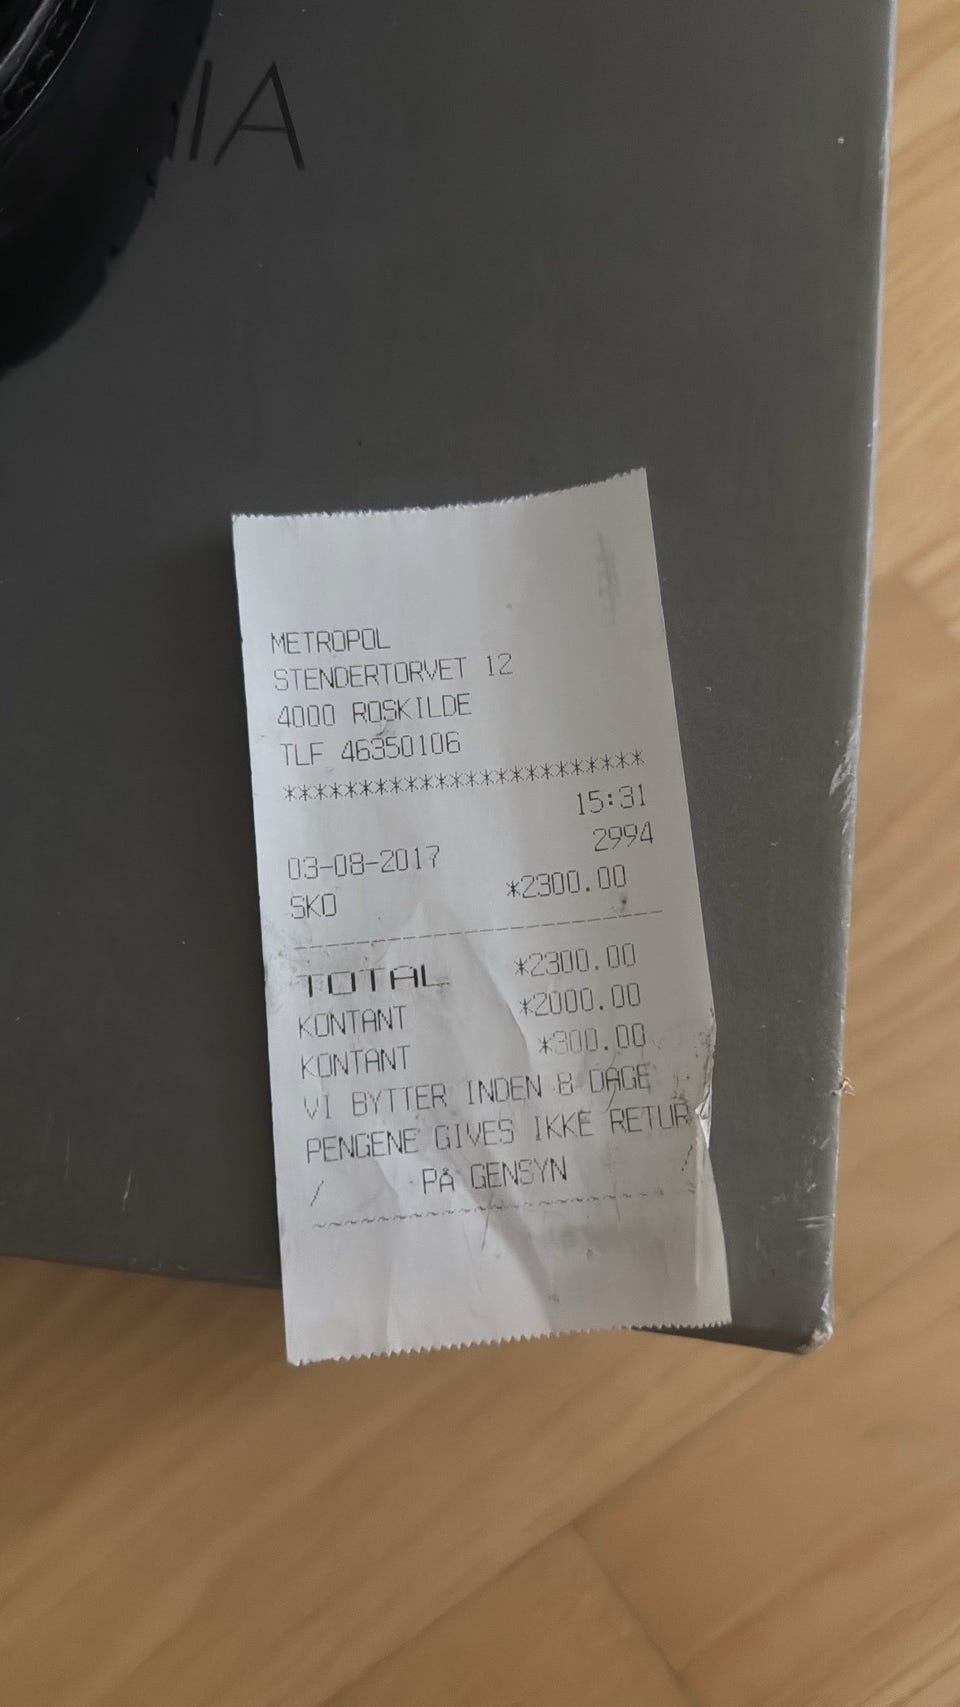 METROPOL
STENDERTORVET 12
4000 ROSKILDE
TLF 46350106
************************
15:31
03-08-2017 2994
SKO *2300.00
------------------------
TOTAL *2300.00
KONTANT *2000.00
KONTANT *300.00
VI BYTTER INDEN 8 DAGE
PENGENE GIVES IKKE RETUR
/ PÅ GENSYN /
~~~~~~~~~~~~~~~~~~~~~~~~